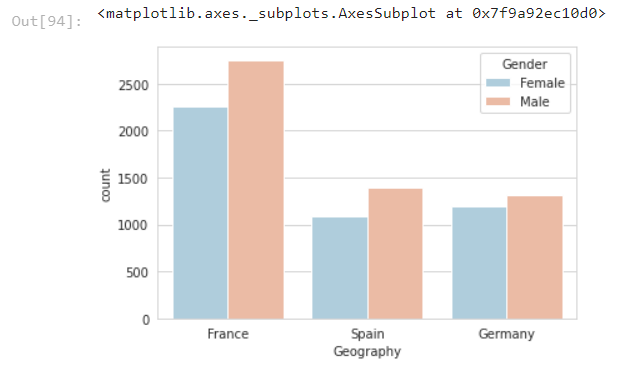 Out[94]:
<matplotlib.axes._subplots.AxesSubplot at 0x7f9a92ec10d0>
Gender
Female
Male
2500
2000
1500
1000
500
0
count
France
Spain
Germany
Geography